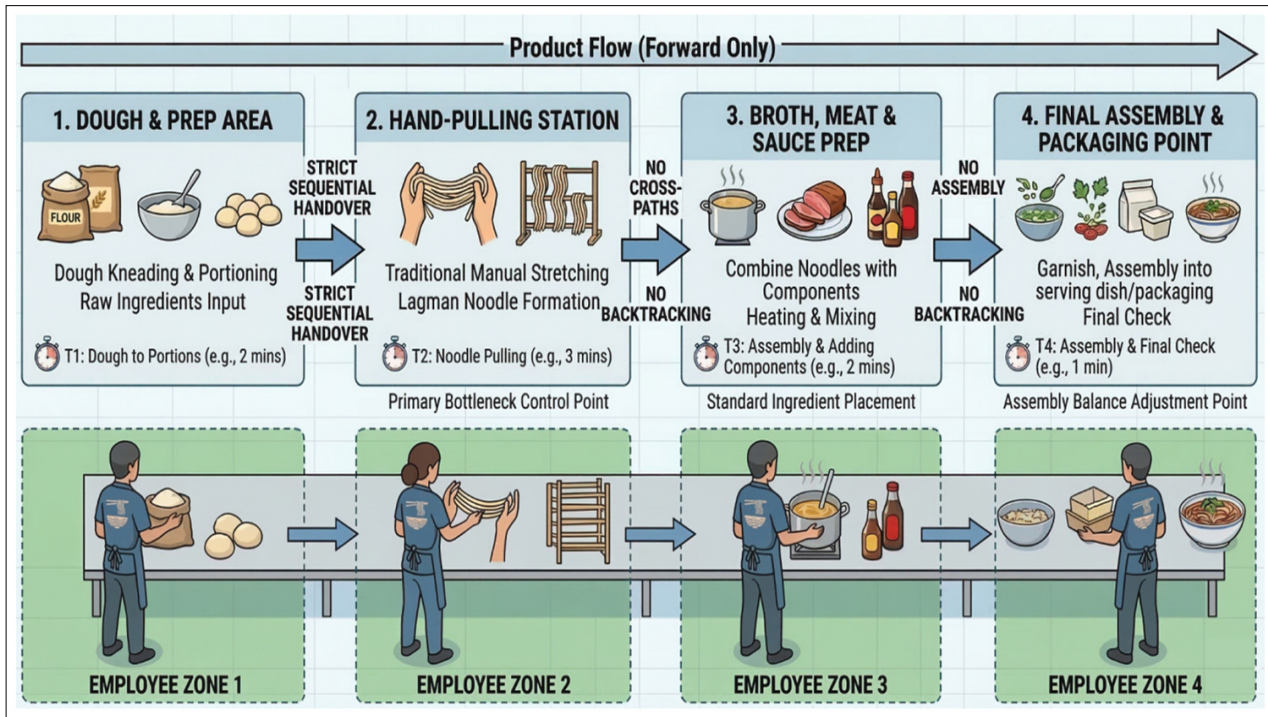 Product Flow (Forward Only)
1. DOUGH & PREP AREA
FLOUR
Dough Kneading & Portioning
Raw Ingredients Input
T1: Dough to Portions (e.g., 2 mins)
STRICT
SEQUENTIAL
HANDOVER
STRICT
SEQUENTIAL
HANDOVER
2. HAND-PULLING STATION
Traditional Manual Stretching
Lagman Noodle Formation
T2: Noodle Pulling (e.g., 3 mins)
Primary Bottleneck Control Point
NO
CROSS-
PATHS
NO
BACKTRACKING
3. BROTH, MEAT &
SAUCE PREP
Combine Noodles with
Components
Heating & Mixing
T3: Assembly & Adding
Components (e.g., 2 mins)
Standard Ingredient Placement
NO
ASSEMBLY
NO
BACKTRACKING
4. FINAL ASSEMBLY &
PACKAGING POINT
Garnish, Assembly into
serving dish/packaging
Final Check
T4: Assembly & Final Check
(e.g., 1 min)
Assembly Balance Adjustment Point
EMPLOYEE ZONE 1
EMPLOYEE ZONE 2
EMPLOYEE ZONE 3
EMPLOYEE ZONE 4